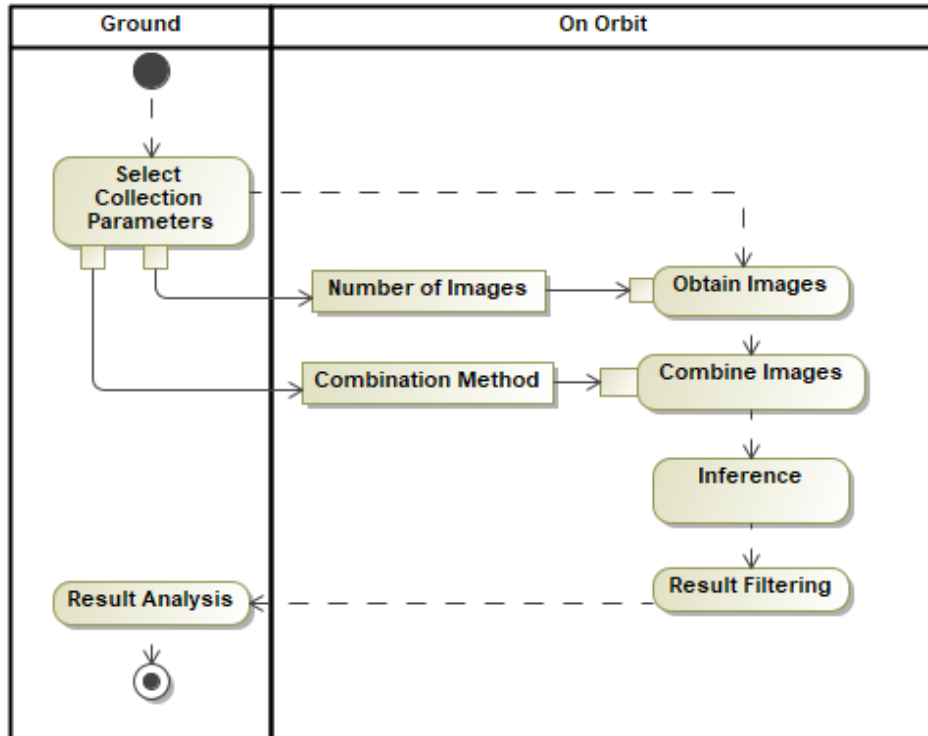 Ground
On Orbit
Select
Collection
Parameters
Number of Images
Obtain Images
Combination Method
Combine Images
Inference
Result Analysis
Result Filtering